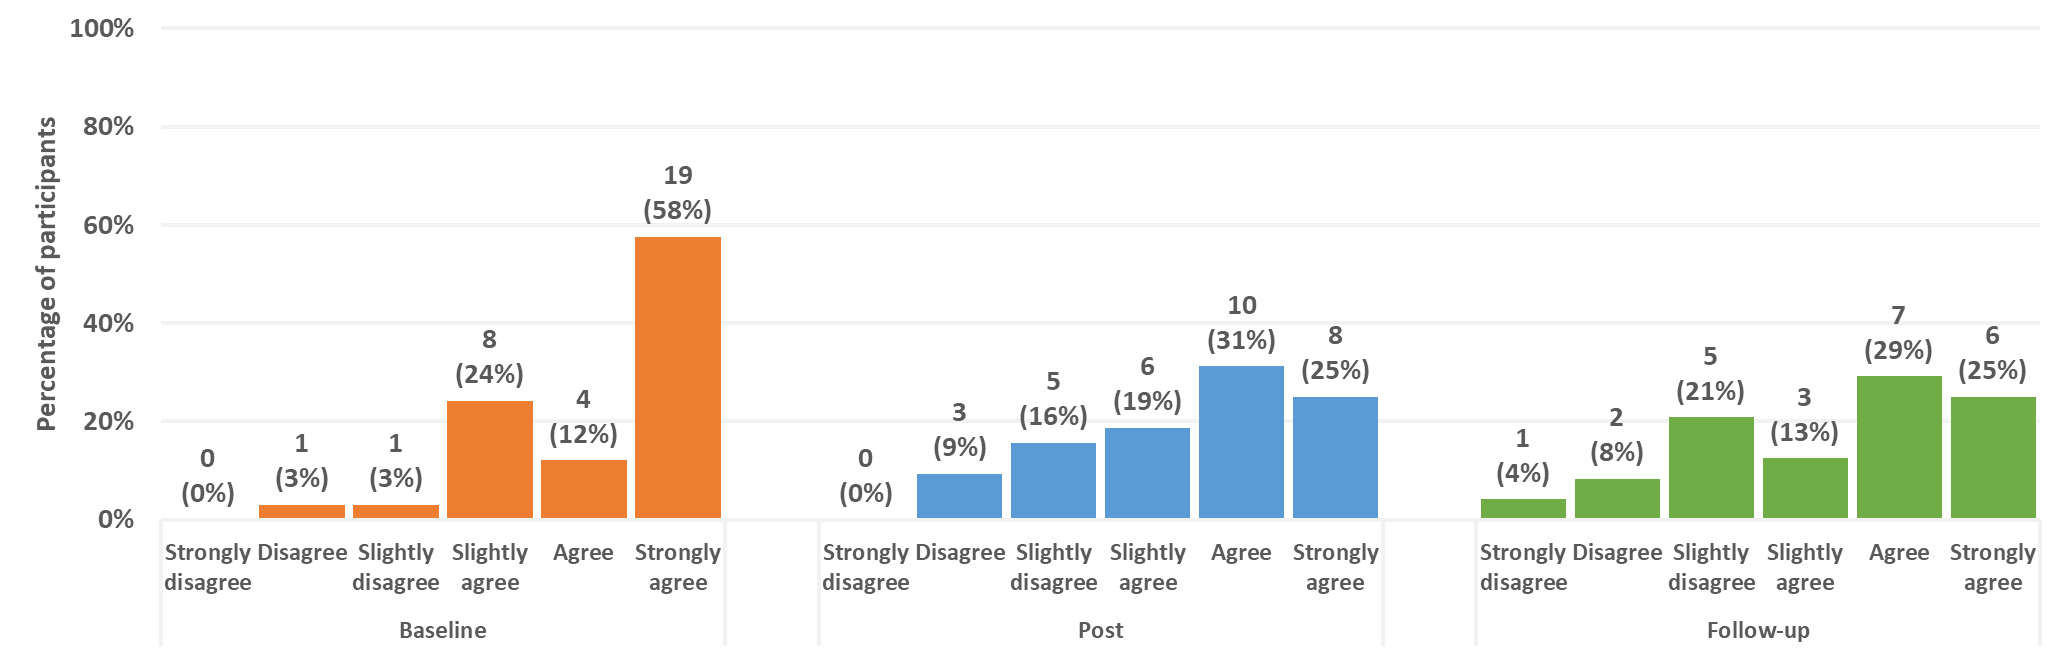 100%
80%
60%
40%
20%
0%
Percentage of participants
0
(0%)
1
(3%)
1
(3%)
8
(24%)
4
(12%)
19
(58%)
0
(0%)
3
(9%)
5
(16%)
6
(19%)
10
(31%)
8
(25%)
1
(4%)
2
(8%)
5
(21%)
3
(13%)
7
(29%)
6
(25%)
Strongly
disagree
Disagree
Slightly
disagree
Slightly
agree
Agree
Strongly
agree
Baseline
Strongly
disagree
Disagree
Slightly
disagree
Slightly
agree
Agree
Strongly
agree
Post
Strongly
disagree
Disagree
Slightly
disagree
Slightly
agree
Agree
Strongly
agree
Follow-up